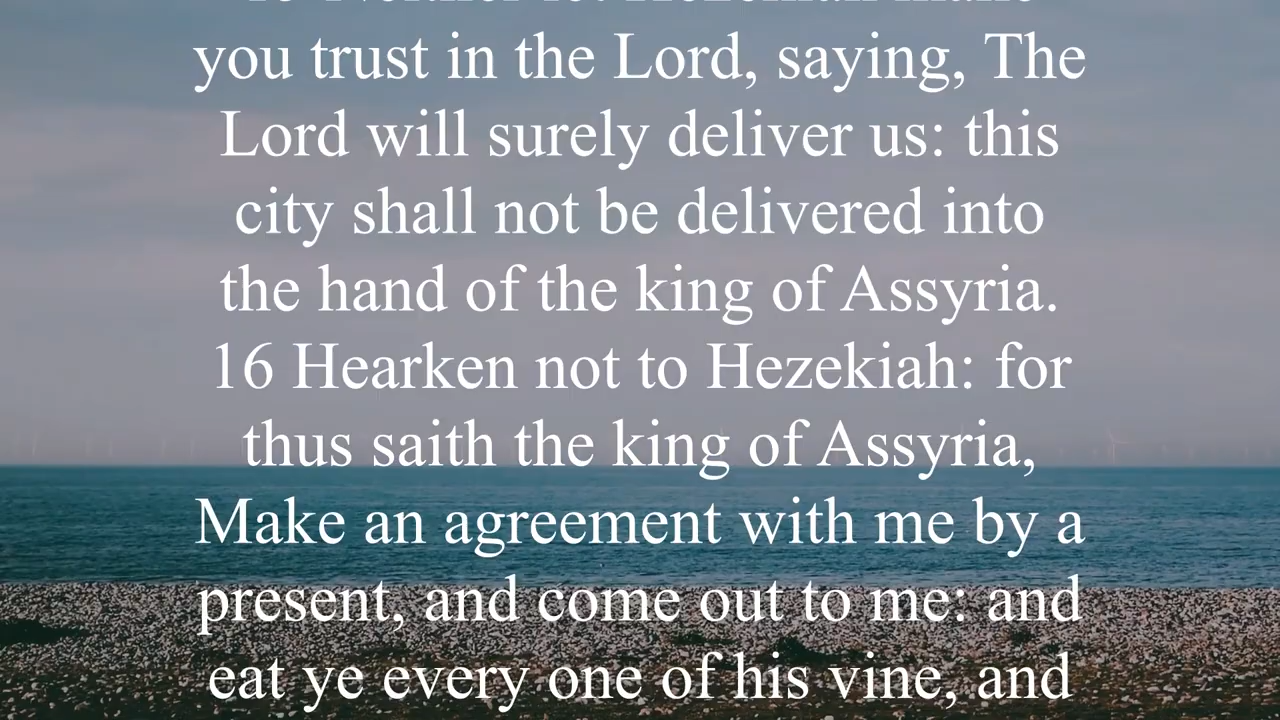 you trust in the Lord, saying, The
Lord will surely deliver us: this
city shall not be delivered into
the hand of the king of Assyria.
16 Hearken not to Hezekiah: for
thus saith the king of Assyria,
Make an agreement with me by a
present, and come out to me: and
eat ye every one of his vine, and